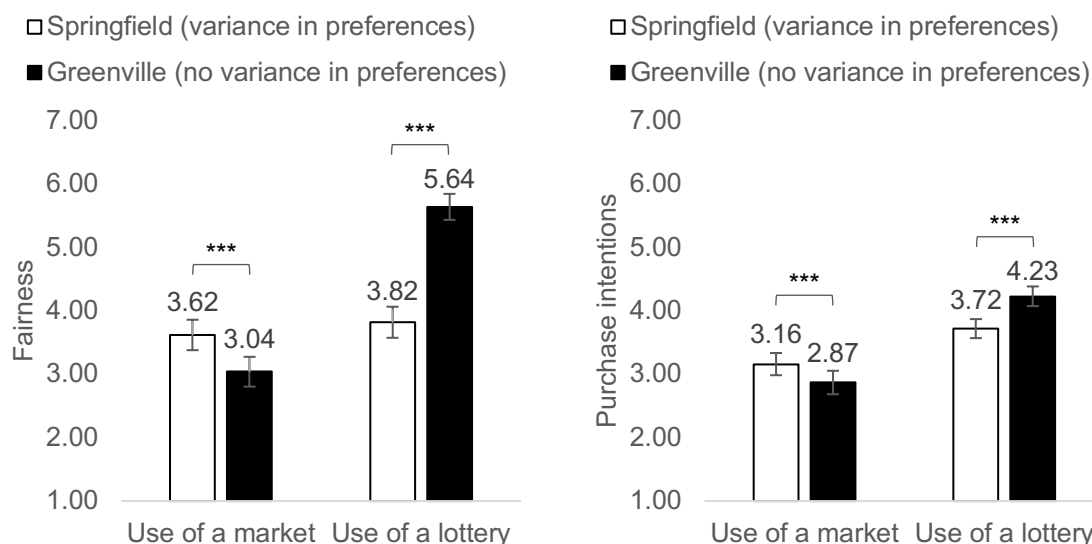 Springfield (variance in preferences)
Greenville (no variance in preferences)
7.00
6.00
5.00
4.00
3.00
2.00
1.00
Fairness
***
***
3.62
3.04
3.82
5.64
Use of a market
Use of a lottery
Springfield (variance in preferences)
Greenville (no variance in preferences)
7.00
6.00
5.00
4.00
3.00
2.00
1.00
Purchase intentions
***
***
3.16
2.87
3.72
4.23
Use of a market
Use of a lottery